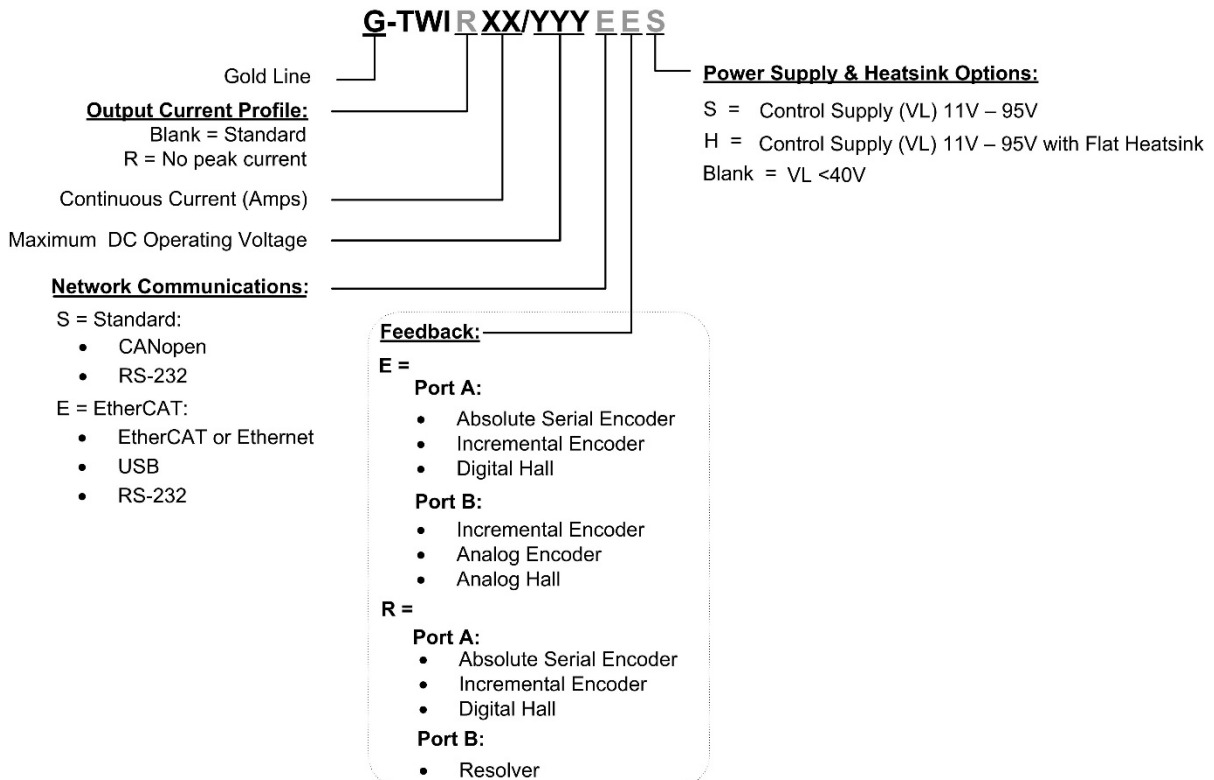 G-TWI R XX/YYY E E S
Gold Line
Output Current Profile:
Blank = Standard
R = No peak current
Continuous Current (Amps)
Maximum DC Operating Voltage
Network Communications:
S = Standard:
• CANopen
• RS-232
E = EtherCAT:
• EtherCAT or Ethernet
• USB
• RS-232
Feedback:
E =
Port A:
• Absolute Serial Encoder
• Incremental Encoder
• Digital Hall
Port B:
• Incremental Encoder
• Analog Encoder
• Analog Hall
R =
Port A:
• Absolute Serial Encoder
• Incremental Encoder
• Digital Hall
Port B:
• Resolver
Power Supply & Heatsink Options:
S = Control Supply (VL) 11V – 95V
H = Control Supply (VL) 11V – 95V with Flat Heatsink
Blank = VL <40V